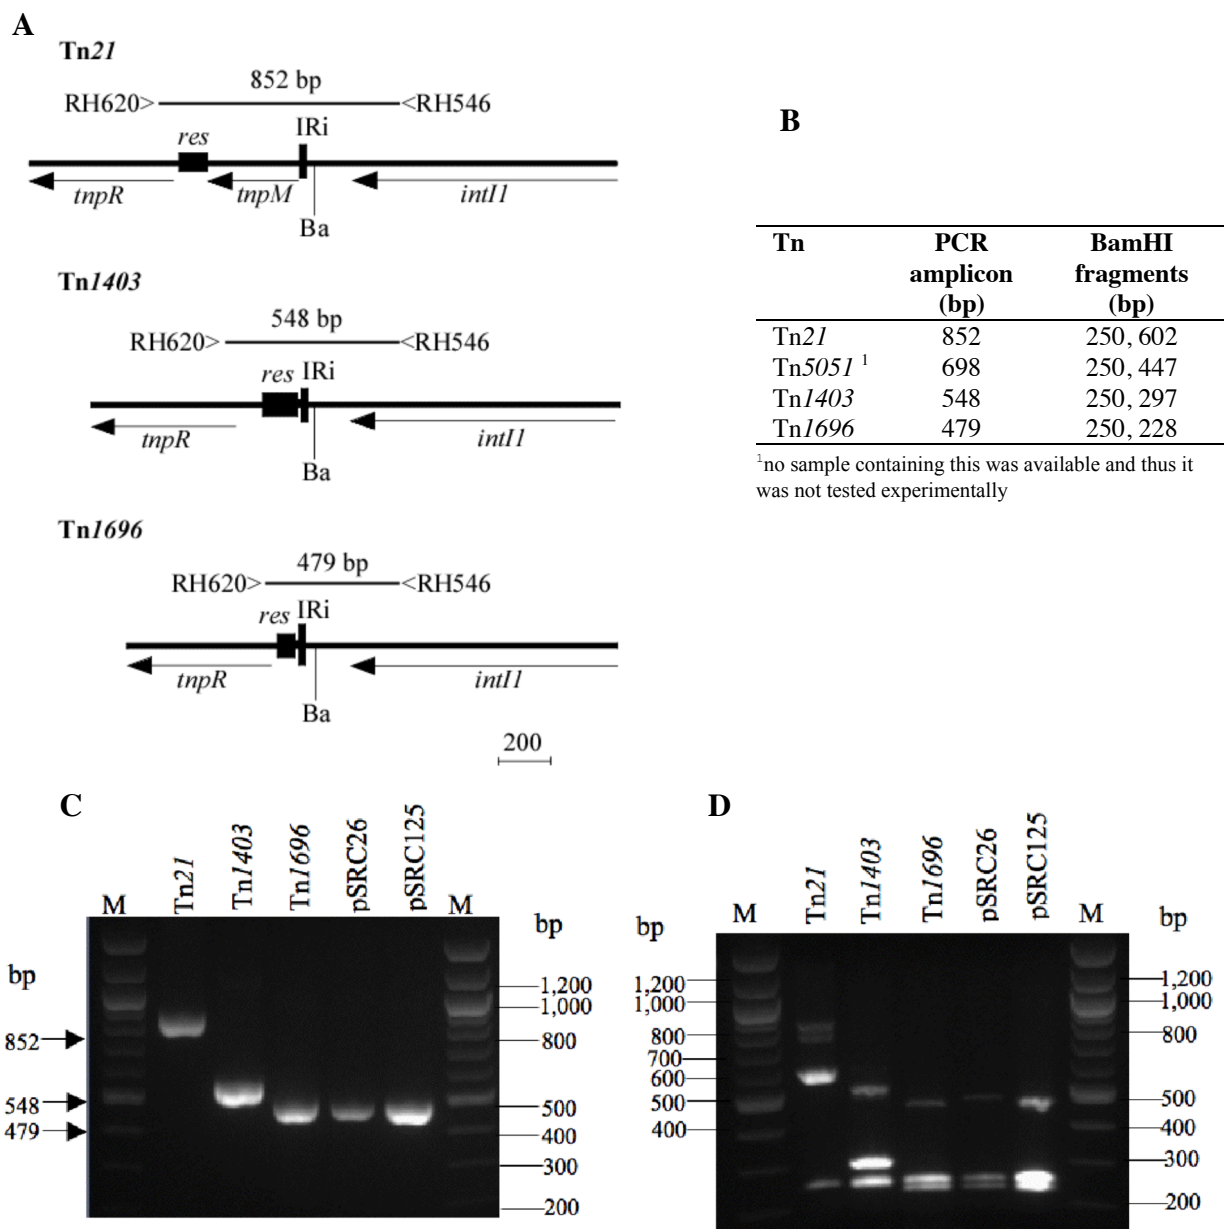 A
Tn21
852 bp
RH620> <RH546
res IRi
tnpR tnpM intI1
Ba
Tn1403
548 bp
RH620> <RH546
res IRi
tnpR intI1
Ba
Tn1696
479 bp
RH620> <RH546
res IRi
tnpR intI1
Ba
200
B
Tn PCR amplicon (bp) BamHI fragments (bp)
Tn21 852 250, 602
Tn5051 1 698 250, 447
Tn1403 548 250, 297
Tn1696 479 250, 228
1no sample containing this was available and thus it
was not tested experimentally
C
M Tn21 Tn1403 Tn1696 pSRC26 pSRC125 M
bp
852
548
479
bp
1,200
1,000
800
500
400
300
200
D
M Tn21 Tn1403 Tn1696 pSRC26 pSRC125 M
bp
1,200
1,000
800
700
600
500
400
bp
1,200
1,000
800
500
400
300
200